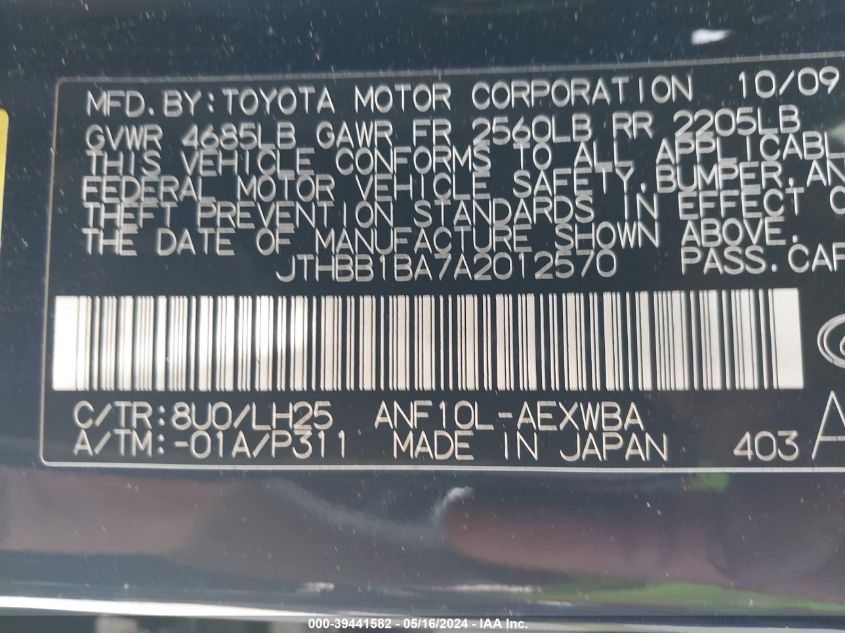 MFD. BY: TOYOTA MOTOR CORPORATION 10/09
GVWR 4685LB GAWR FR 2560LB RR 2205LB
THIS VEHICLE CONFORMS TO ALL APPLICABL
FEDERAL MOTOR VEHICLE SAFETY, BUMPER, AN
THEFT PREVENTION STANDARDS IN EFFECT O
THE DATE OF MANUFACTURE SHOWN ABOVE.
JTHBB1BA7A2012570 PASS. CAR
C/TR:8U0/LH25 ANF10L-AEXWBA
A/TM:-01A/P311 MADE IN JAPAN 403 A
000-39441582 - 05/16/2024 - IAA Inc.